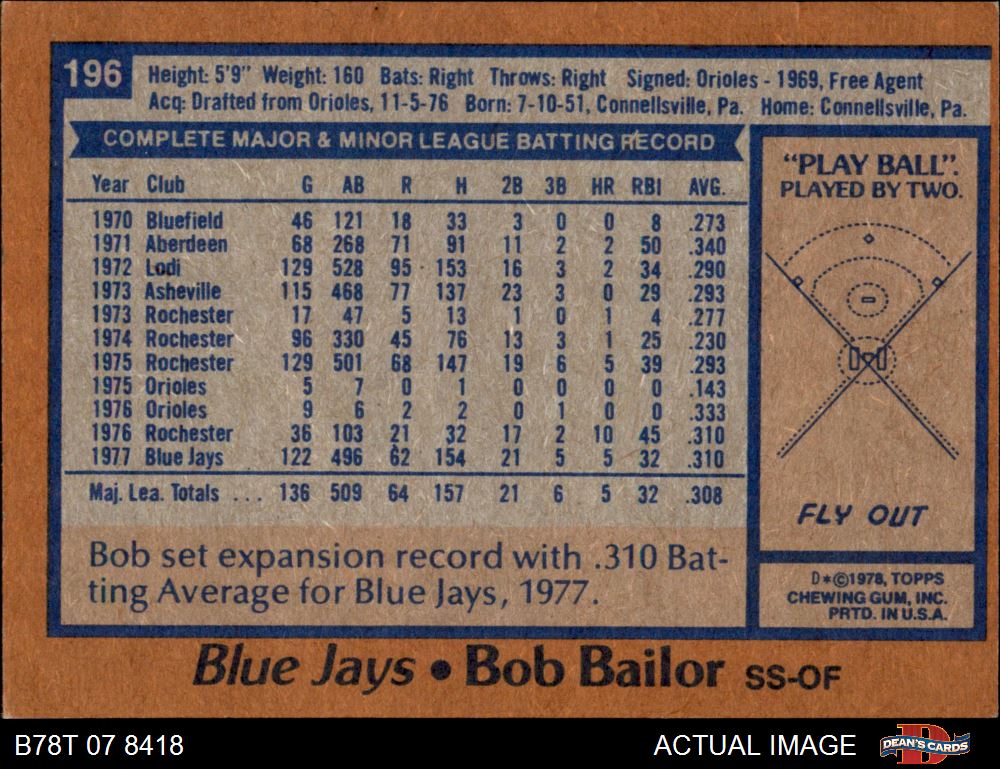 196
Height: 5'9" Weight: 160 Bats: Right Throws: Right Signed: Orioles - 1969, Free Agent
Acq: Drafted from Orioles, 11-5-76 Born: 7-10-51, Connellsville, Pa. Home: Connellsville, Pa.
COMPLETE MAJOR & MINOR LEAGUE BATTING RECORD
Year Club G AB R H 2B 3B HR RBI AVG.
1970 Bluefield 46 121 18 33 3 0 0 8 .273
1971 Aberdeen 68 268 71 91 11 2 2 50 .340
1972 Lodi 129 528 95 153 16 3 2 34 .290
1973 Asheville 115 468 77 137 23 3 0 29 .293
1973 Rochester 17 47 5 13 1 0 1 4 .277
1974 Rochester 96 330 45 76 13 3 1 25 .230
1975 Rochester 129 501 68 147 19 6 5 39 .293
1975 Orioles 5 7 0 1 0 0 0 0 .143
1976 Orioles 9 6 2 2 0 1 0 0 .333
1976 Rochester 36 103 21 32 17 2 10 45 .310
1977 Blue Jays 122 496 62 154 21 5 5 32 .310
Maj. Lea. Totals ... 136 509 64 157 21 6 5 32 .308
Bob set expansion record with .310 Bat-
ting Average for Blue Jays, 1977.
"PLAY BALL".
PLAYED BY TWO.
FLY OUT
D*©1978, TOPPS
CHEWING GUM, INC.
PRTD. IN U.S.A.
Blue Jays • Bob Bailor SS-OF
B78T 07 8418
ACTUAL IMAGE
D
DEAN'S CARDS